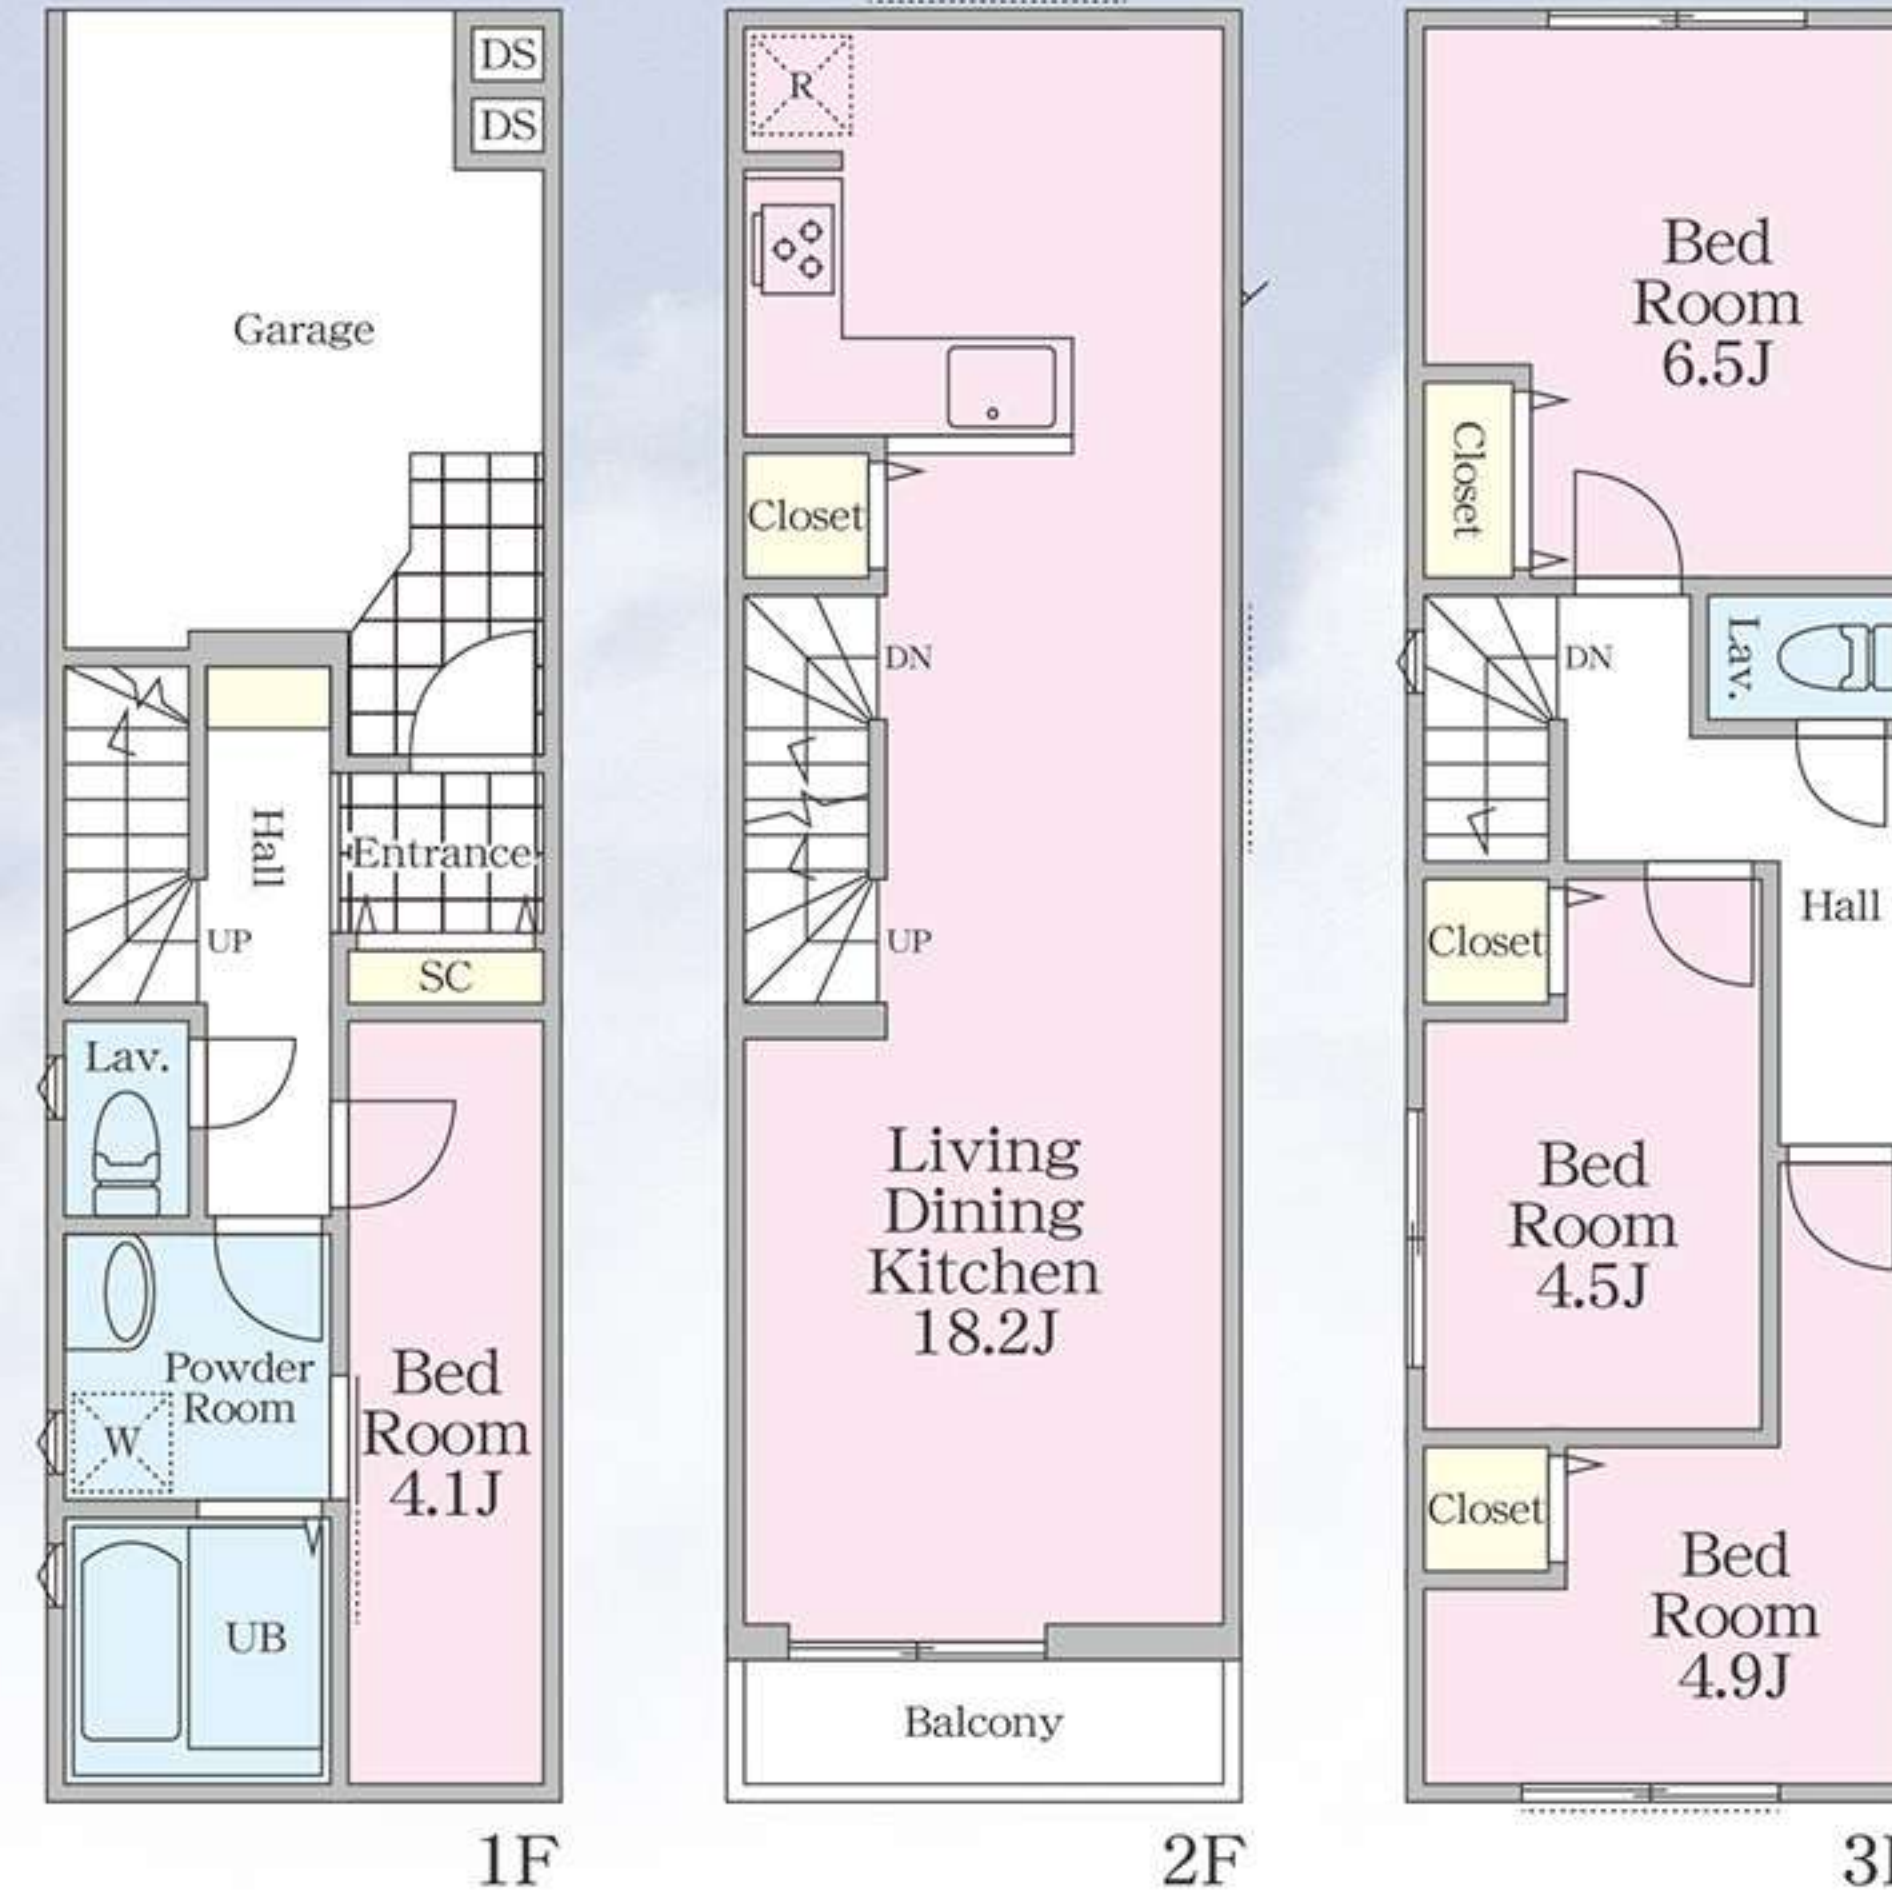 DS
DS
Garage
Hall
Entrance
UP
SC
Lav.
Powder
Room
W
Bed
Room
4.1J
UB
1F
R
Closet
DN
UP
Living
Dining
Kitchen
18.2J
Balcony
2F
Bed
Room
6.5J
Closet
DN
Lav.
Hall
Closet
Bed
Room
4.5J
Closet
Bed
Room
4.9J
3F